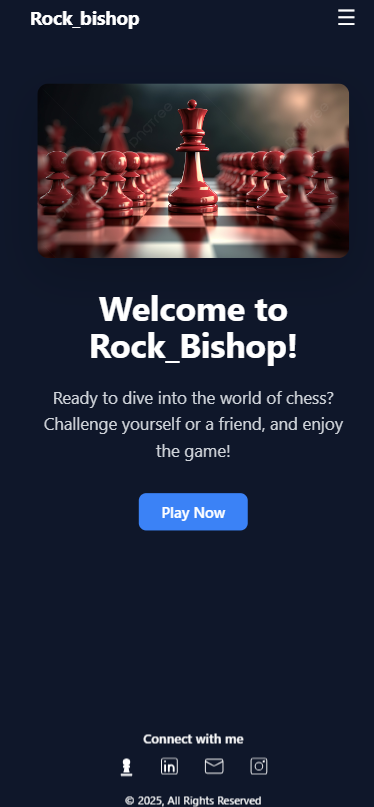 Rock_bishop
Welcome to
Rock_Bishop!
Ready to dive into the world of chess?
Challenge yourself or a friend, and enjoy
the game!
Play Now
Connect with me
© 2025, All Rights Reserved